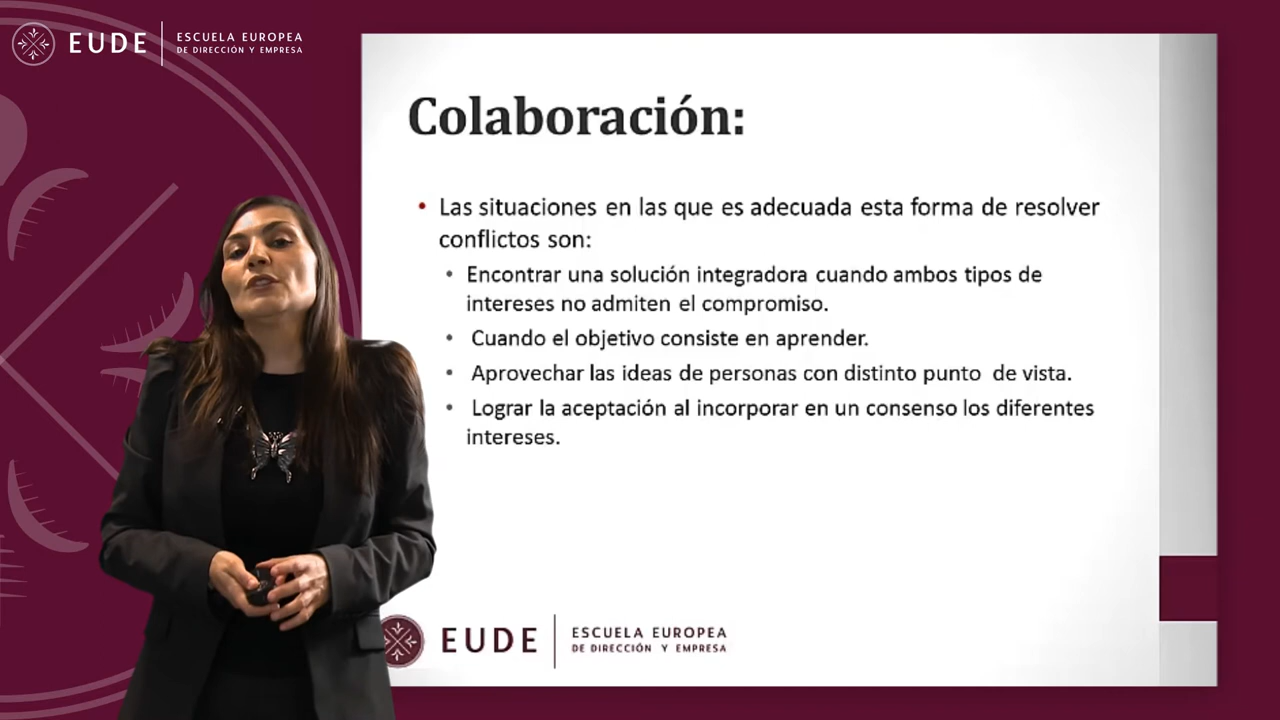 EUDE
ESCUELA EUROPEA
DE DIRECCIÓN Y EMPRESA
Colaboración:
• Las situaciones en las que es adecuada esta forma de resolver
conflictos son:
• Encontrar una solución integradora cuando ambos tipos de
intereses no admiten el compromiso.
• Cuando el objetivo consiste en aprender.
• Aprovechar las ideas de personas con distinto punto de vista.
• Lograr la aceptación al incorporar en un consenso los diferentes
intereses.
EUDE
ESCUELA EUROPEA
DE DIRECCIÓN Y EMPRESA